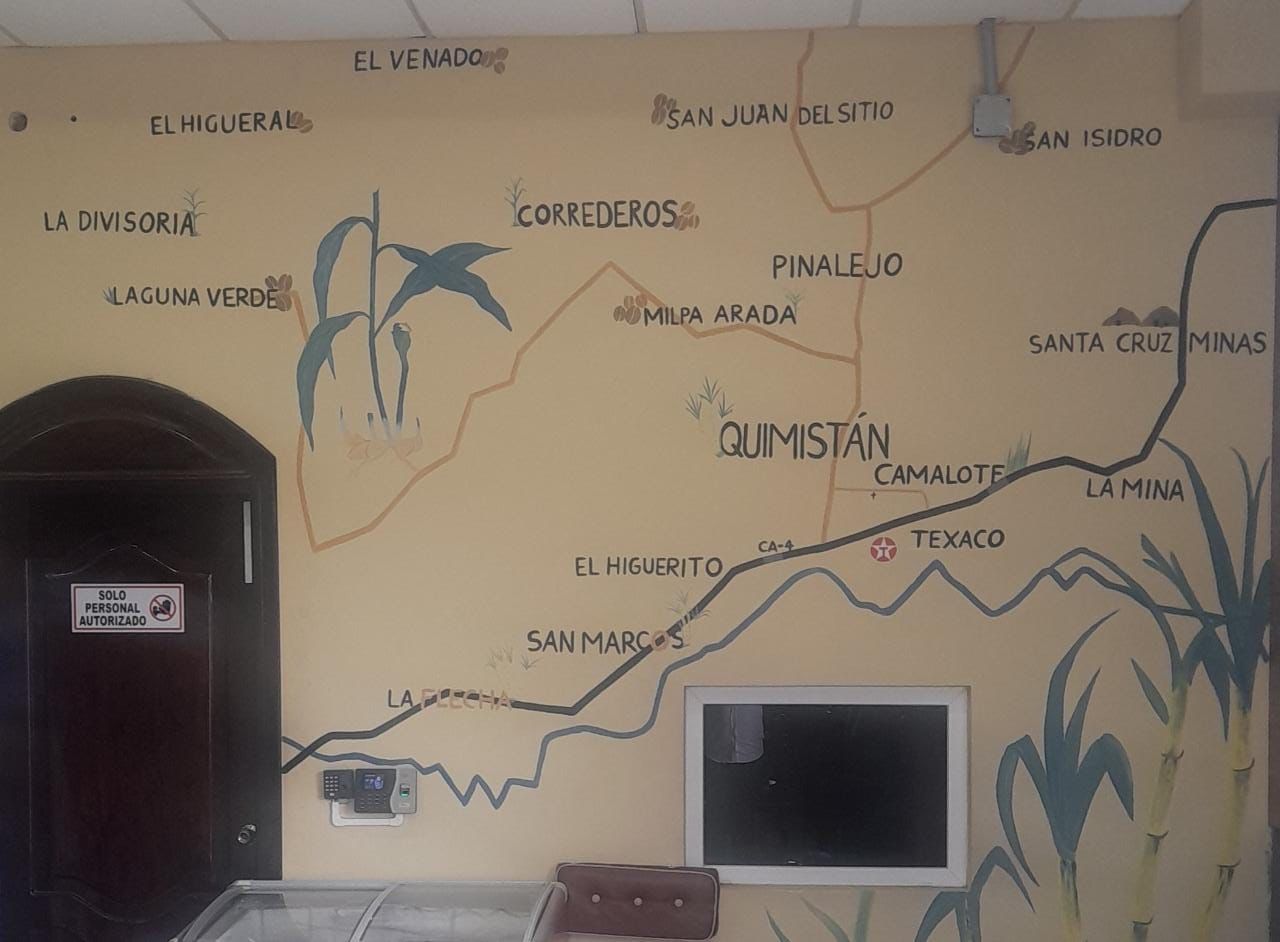 EL VENADO
EL HIGUERAL
SAN JUAN DEL SITIO
SAN ISIDRO
LA DIVISORIA
CORREDEROS
PINALEJO
LAGUNA VERDE
MILPA ARADA
SANTA CRUZ MINAS
QUIMISTÁN
CAMALOTE
LA MINA
CA-4
TEXACO
EL HIGUERITO
SAN MARCOS
LA FLECHA
SOLO
PERSONAL
AUTORIZADO